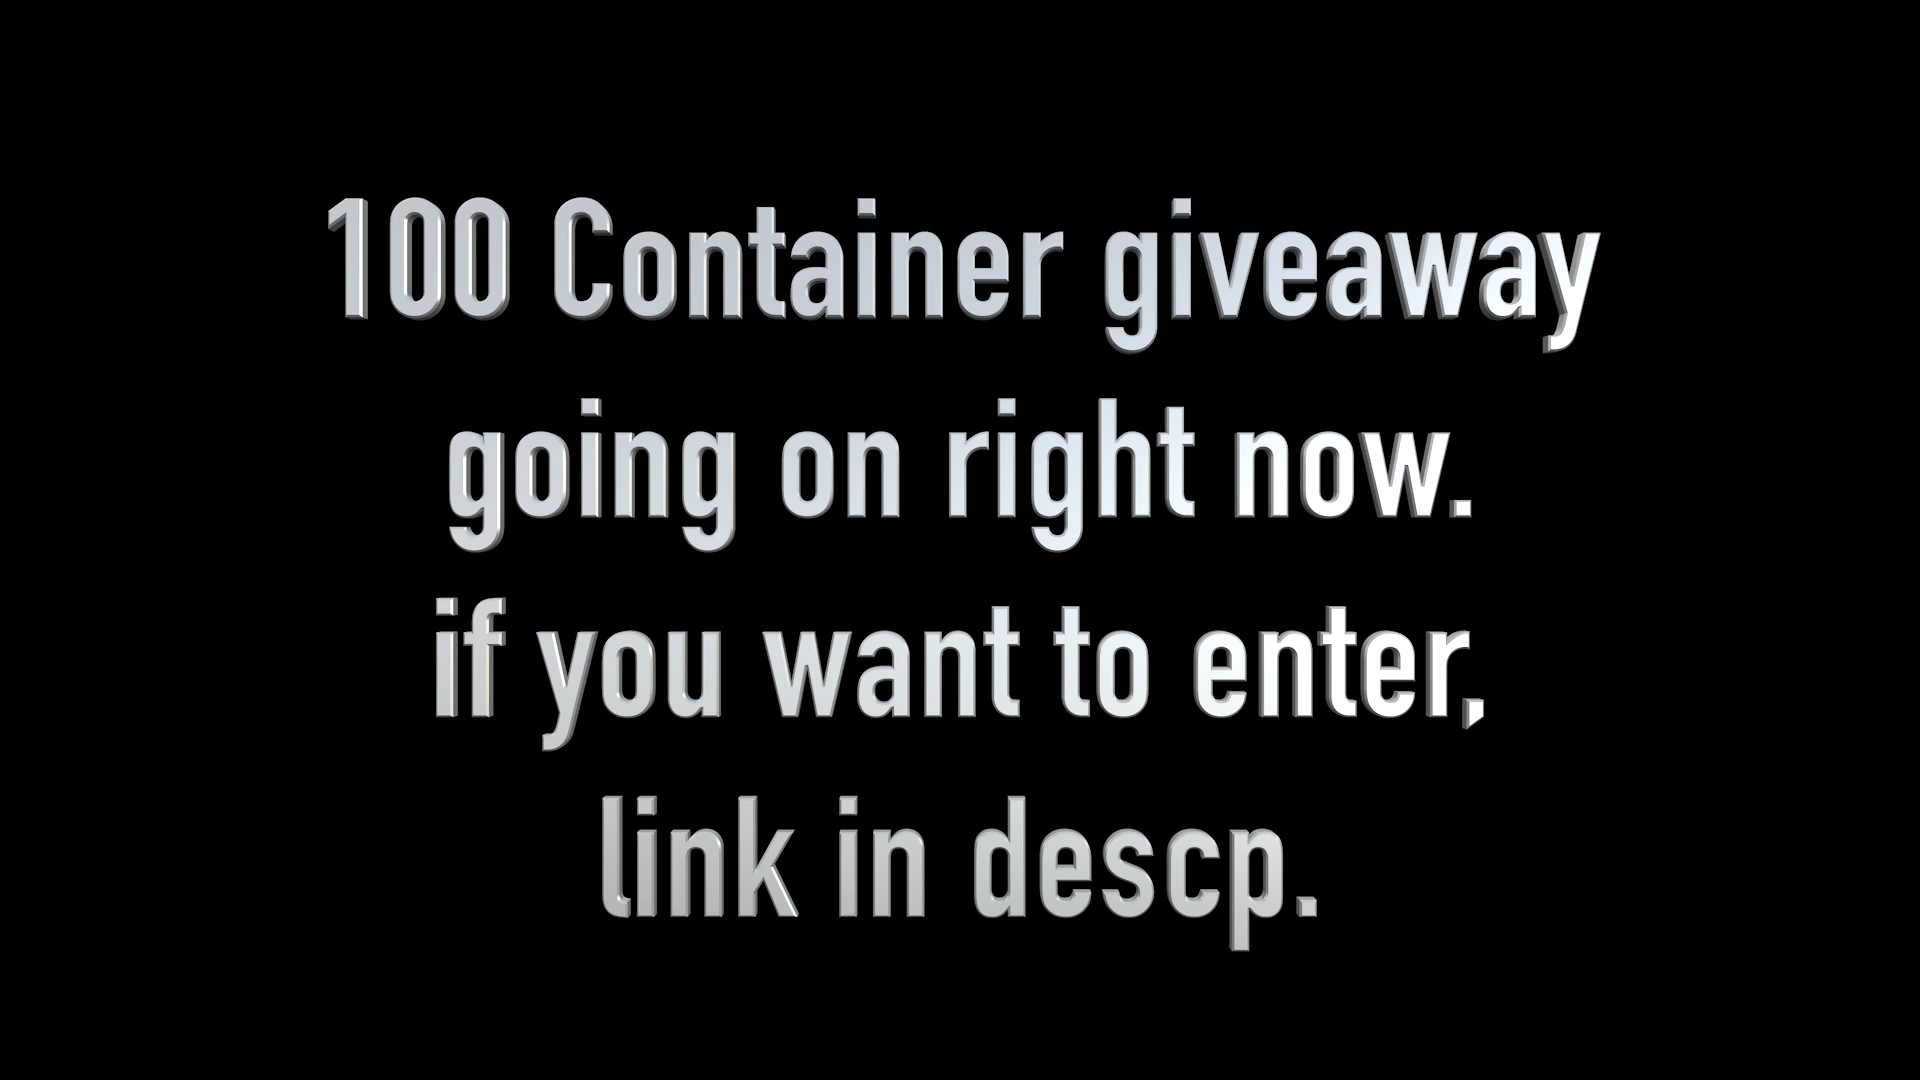 100 Container giveaway
going on right now.
if you want to enter,
link in descp.